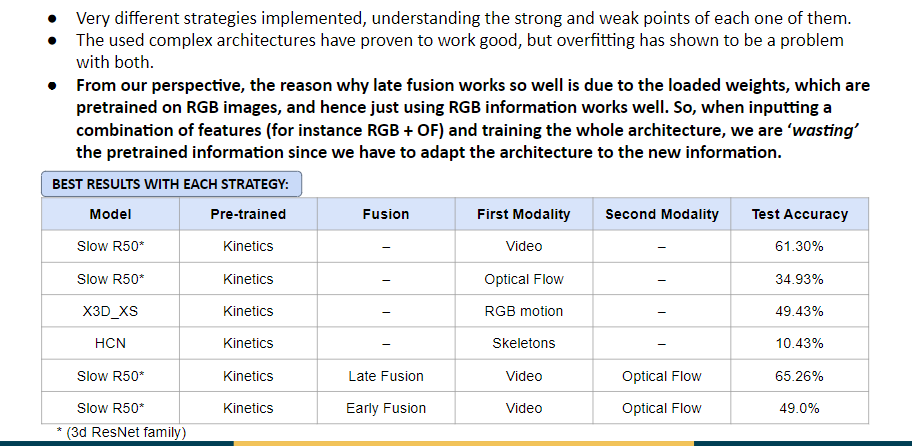 ● Very different strategies implemented, understanding the strong and weak points of each one of them.
● The used complex architectures have proven to work good, but overfitting has shown to be a problem
with both.
● From our perspective, the reason why late fusion works so well is due to the loaded weights, which are
pretrained on RGB images, and hence just using RGB information works well. So, when inputting a
combination of features (for instance RGB + OF) and training the whole architecture, we are ‘wasting’
the pretrained information since we have to adapt the architecture to the new information.
BEST RESULTS WITH EACH STRATEGY:
Model Pre-trained Fusion First Modality Second Modality Test Accuracy
Slow R50* Kinetics – Video – 61.30%
Slow R50* Kinetics – Optical Flow – 34.93%
X3D_XS Kinetics – RGB motion – 49.43%
HCN Kinetics – Skeletons – 10.43%
Slow R50* Kinetics Late Fusion Video Optical Flow 65.26%
Slow R50* Kinetics Early Fusion Video Optical Flow 49.0%
* (3d ResNet family)